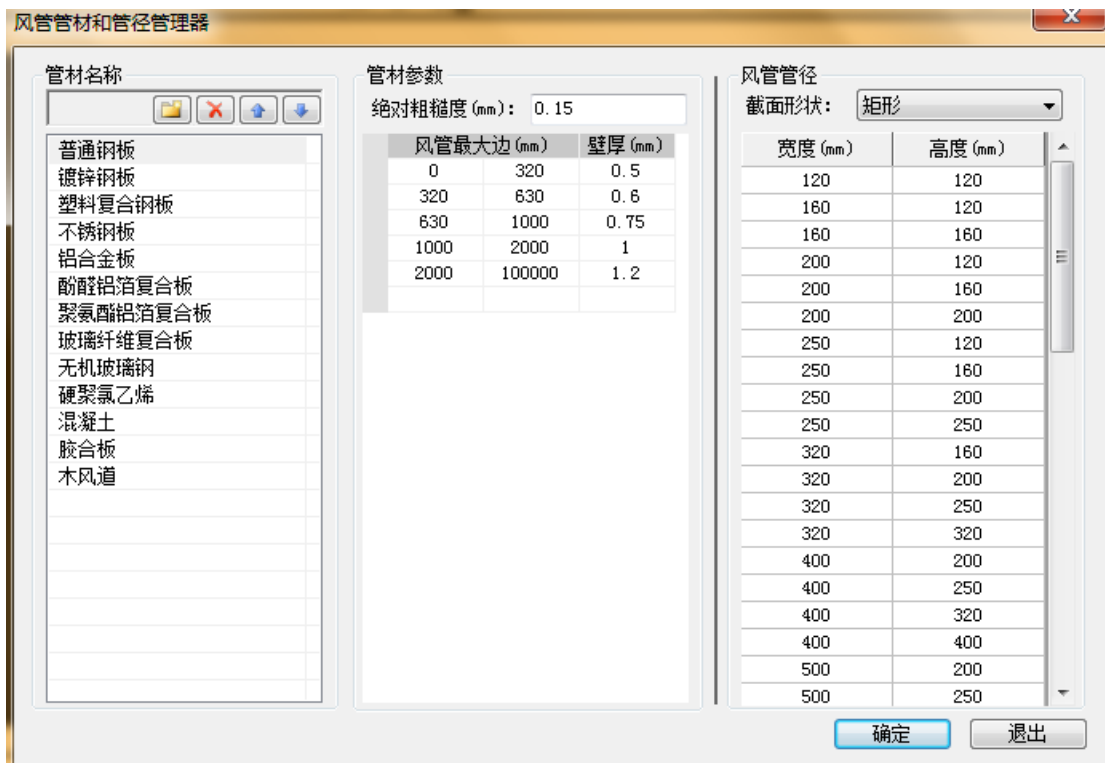 风管管材和管径管理器
管材名称
普通钢板
镀锌钢板
塑料复合钢板
不锈钢板
铝合金板
酚醛铝箔复合板
聚氨酯铝箔复合板
玻璃纤维复合板
无机玻璃钢
硬聚氯乙烯
混凝土
胶合板
木风道
管材参数
绝对粗糙度(mm): 0.15
风管最大边(mm) 壁厚(mm)
0 320 0.5
320 630 0.6
630 1000 0.75
1000 2000 1
2000 100000 1.2
风管管径
截面形状: 矩形
宽度(mm) 高度(mm)
120 120
160 120
160 160
200 120
200 160
200 200
250 120
250 160
250 200
250 250
320 160
320 200
320 250
320 320
400 200
400 250
400 320
400 400
500 200
500 250
确定 退出